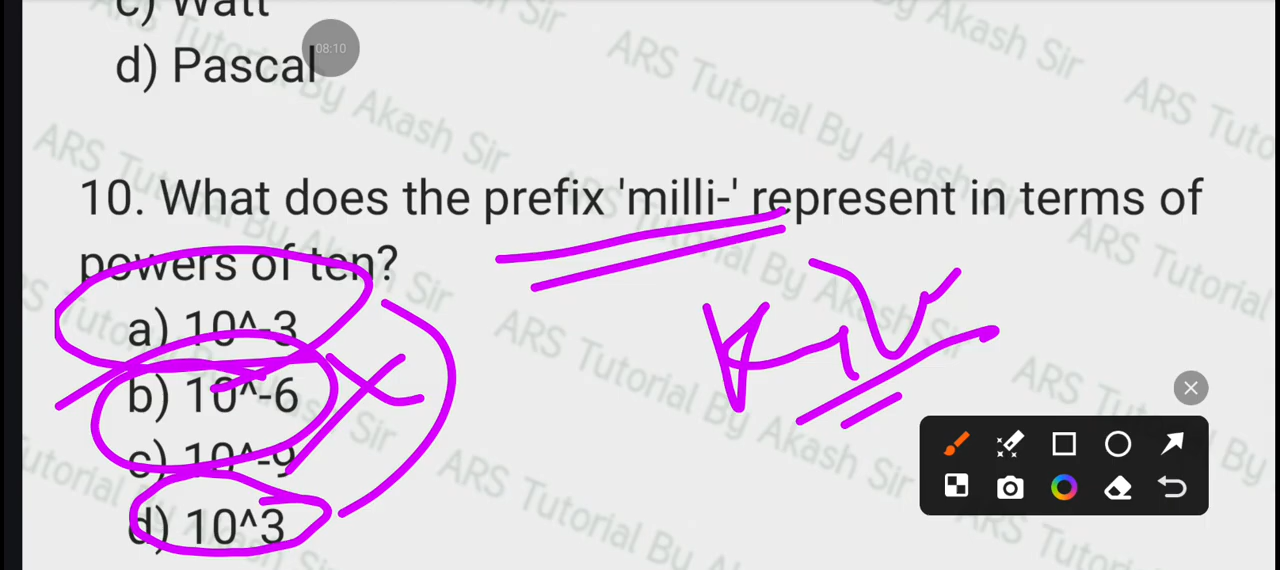 c) Watt
d) Pascal
08:10
10. What does the prefix 'milli-' represent in terms of
powers of ten?
a) 10^-3
b) 10^-6
c) 10^-9
d) 10^3
ARS Tutorial By Akash Sir